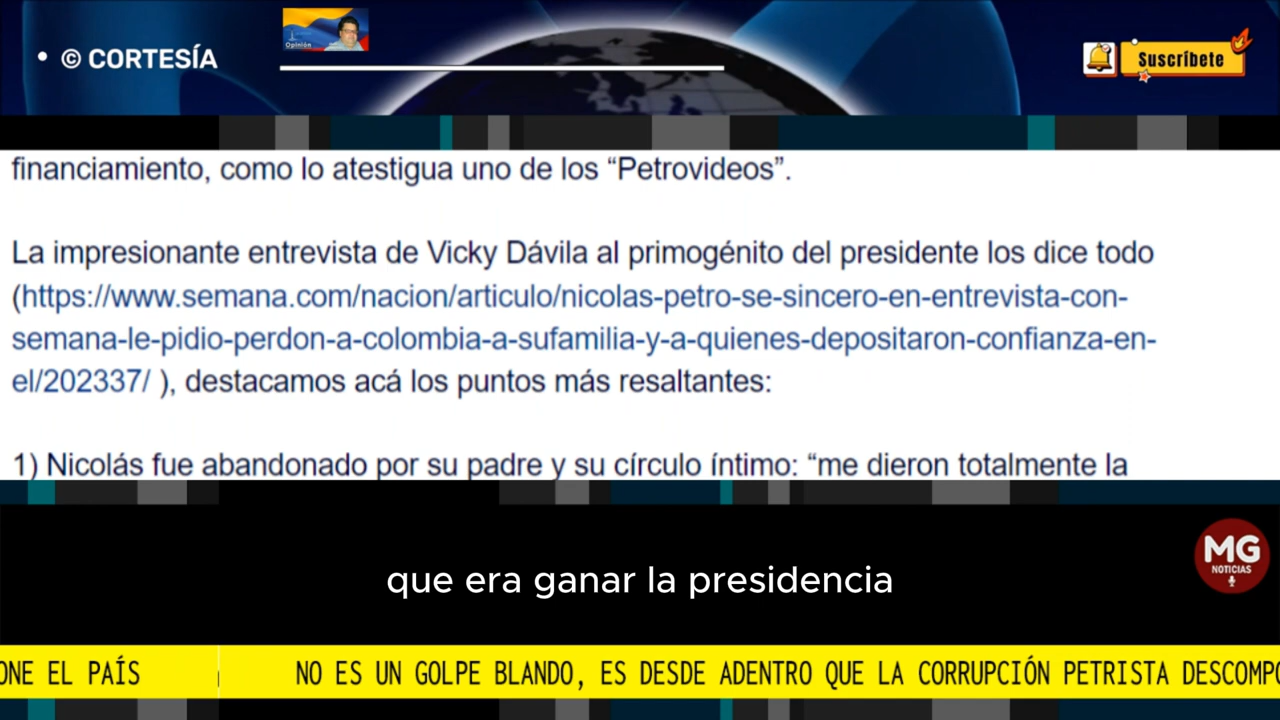 • © CORTESÍA
Opinión
Suscríbete
financiamiento, como lo atestigua uno de los “Petrovideos”.
La impresionante entrevista de Vicky Dávila al primogénito del presidente los dice todo
(https://www.semana.com/nacion/articulo/nicolas-petro-se-sincero-en-entrevista-con-
semana-le-pidio-perdon-a-colombia-a-sufamilia-y-a-quienes-depositaron-confianza-en-
el/202337/ ), destacamos acá los puntos más resaltantes:
1) Nicolás fue abandonado por su padre y su círculo íntimo: “me dieron totalmente la
MG
NOTICIAS
que era ganar la presidencia
ONE EL PAÍS NO ES UN GOLPE BLANDO, ES DESDE ADENTRO QUE LA CORRUPCIÓN PETRISTA DESCOMPO